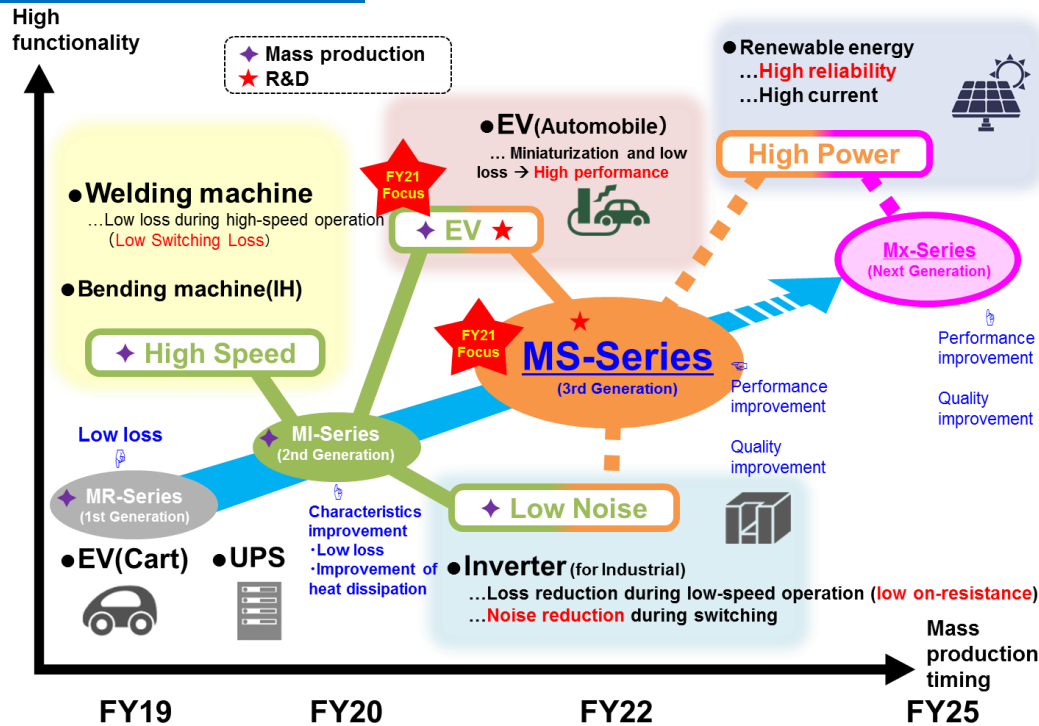 High
functionality
Mass production
R&D
●Renewable energy
…High reliability
…High current
High Power
●EV(Automobile）
… Miniaturization and low
loss → High performance
FY21
Focus
EV
●Welding machine
…Low loss during high-speed operation
（Low Switching Loss）
●Bending machine(IH)
High Speed
Mx-Series
(Next Generation)
Performance
improvement
Quality
improvement
FY21
Focus
MS-Series
(3rd Generation)
Performance
improvement
Quality
improvement
MI-Series
(2nd Generation)
Characteristics
improvement
･Low loss
･Improvement of
heat dissipation
Low loss
MR-Series
(1st Generation)
●EV(Cart)
●UPS
Low Noise
●Inverter (for Industrial)
…Loss reduction during low-speed operation (low on-resistance)
…Noise reduction during switching
Mass
production
timing
FY19
FY20
FY22
FY25